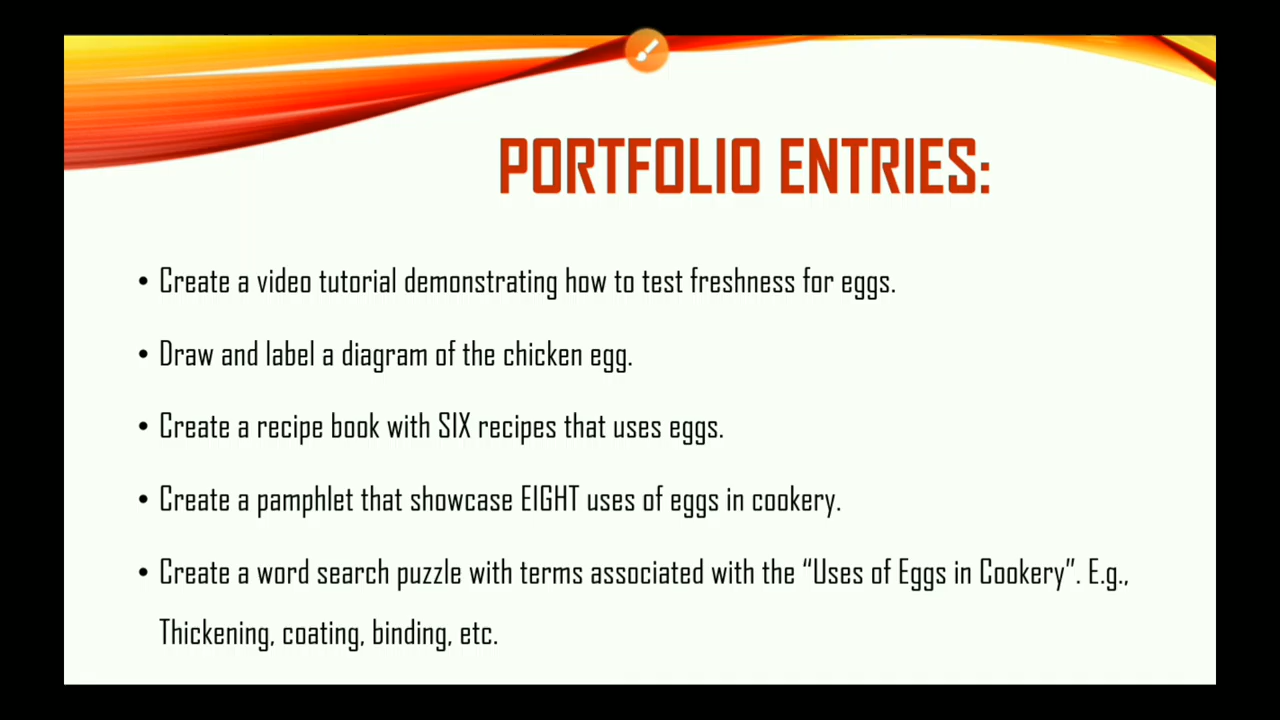 PORTFOLIO ENTRIES:
• Create a video tutorial demonstrating how to test freshness for eggs.
• Draw and label a diagram of the chicken egg.
• Create a recipe book with SIX recipes that uses eggs.
• Create a pamphlet that showcase EIGHT uses of eggs in cookery.
• Create a word search puzzle with terms associated with the “Uses of Eggs in Cookery”. E.g.,
Thickening, coating, binding, etc.